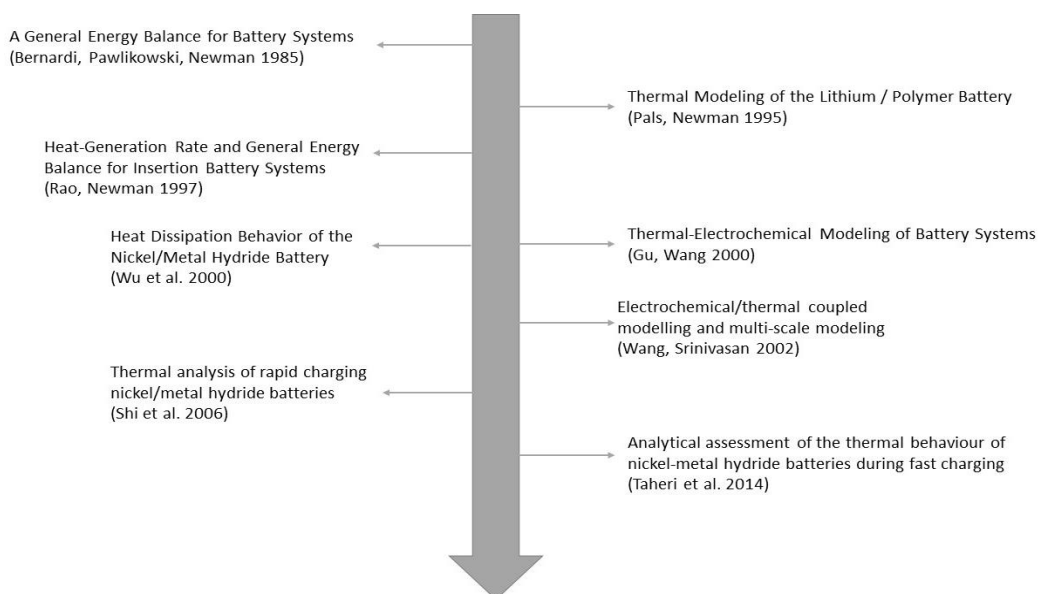 A General Energy Balance for Battery Systems
(Bernardi, Pawlikowski, Newman 1985)
Thermal Modeling of the Lithium / Polymer Battery
(Pals, Newman 1995)
Heat-Generation Rate and General Energy
Balance for Insertion Battery Systems
(Rao, Newman 1997)
Heat Dissipation Behavior of the
Nickel/Metal Hydride Battery
(Wu et al. 2000)
Thermal-Electrochemical Modeling of Battery Systems
(Gu, Wang 2000)
Electrochemical/thermal coupled
modelling and multi-scale modeling
(Wang, Srinivasan 2002)
Thermal analysis of rapid charging
nickel/metal hydride batteries
(Shi et al. 2006)
Analytical assessment of the thermal behaviour of
nickel-metal hydride batteries during fast charging
(Taheri et al. 2014)